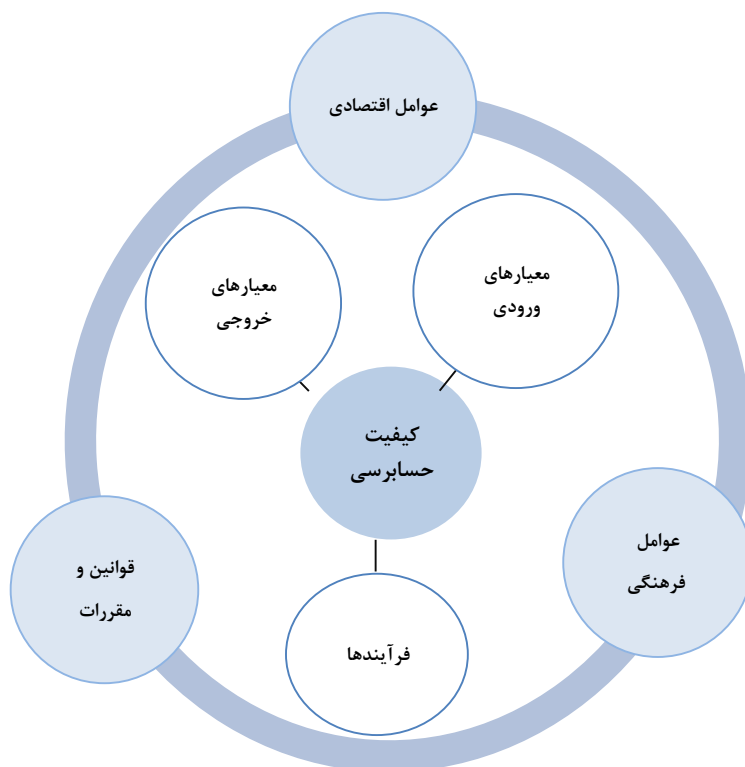 عوامل اقتصادی
معیارهای
ورودی
معیارهای
خروجی
کیفیت
حسابرسی
عوامل
فرهنگی
قوانین و
مقررات
فرآیندها